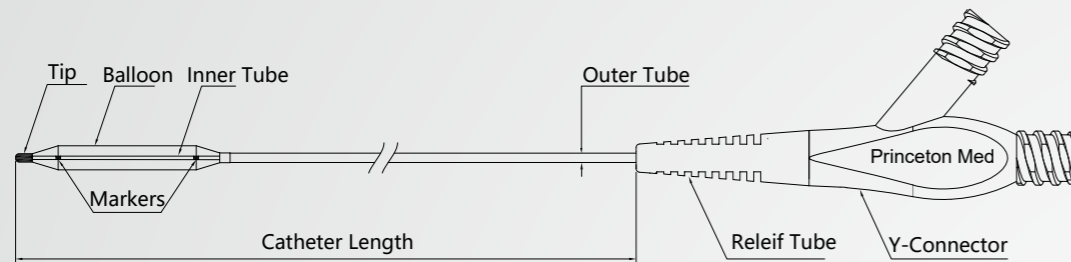 Tip
Balloon
Inner Tube
Outer Tube
Princeton Med
Markers
Catheter Length
Releif Tube
Y-Connector